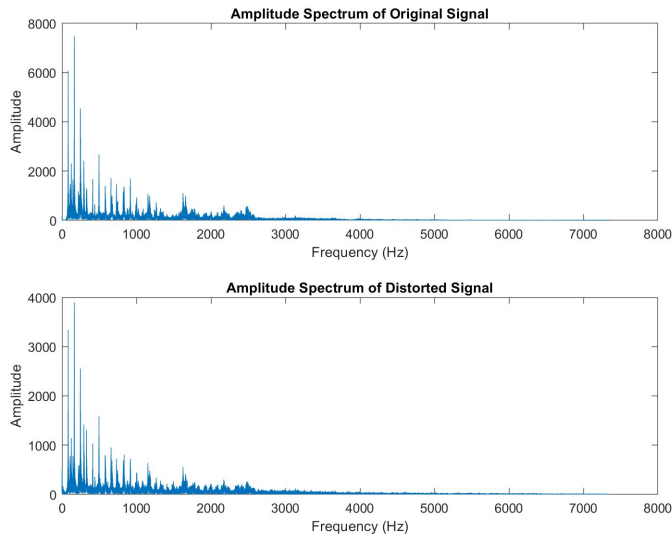 Amplitude Spectrum of Original Signal
8000
6000
4000
2000
0
Amplitude
0 1000 2000 3000 4000 5000 6000 7000 8000
Frequency (Hz)
Amplitude Spectrum of Distorted Signal
4000
3000
2000
1000
0
Amplitude
0 1000 2000 3000 4000 5000 6000 7000 8000
Frequency (Hz)